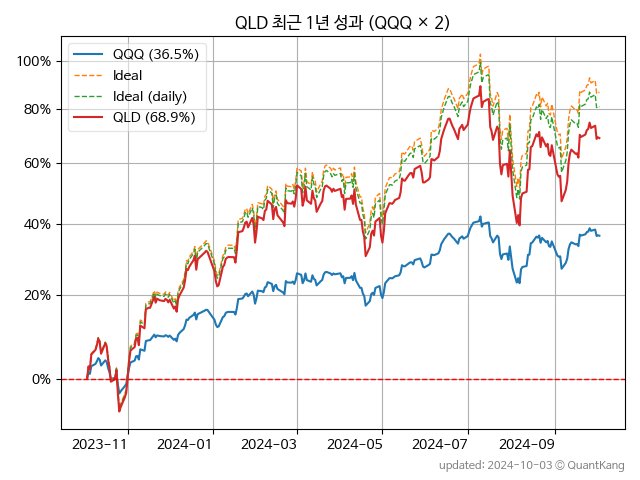 QLD 최근 1년 성과 (QQQ × 2)
QQQ (36.5%)
Ideal
Ideal (daily)
QLD (68.9%)
100%
80%
60%
40%
20%
0%
2023-11 2024-01 2024-03 2024-05 2024-07 2024-09
updated: 2024-10-03 © QuantKang